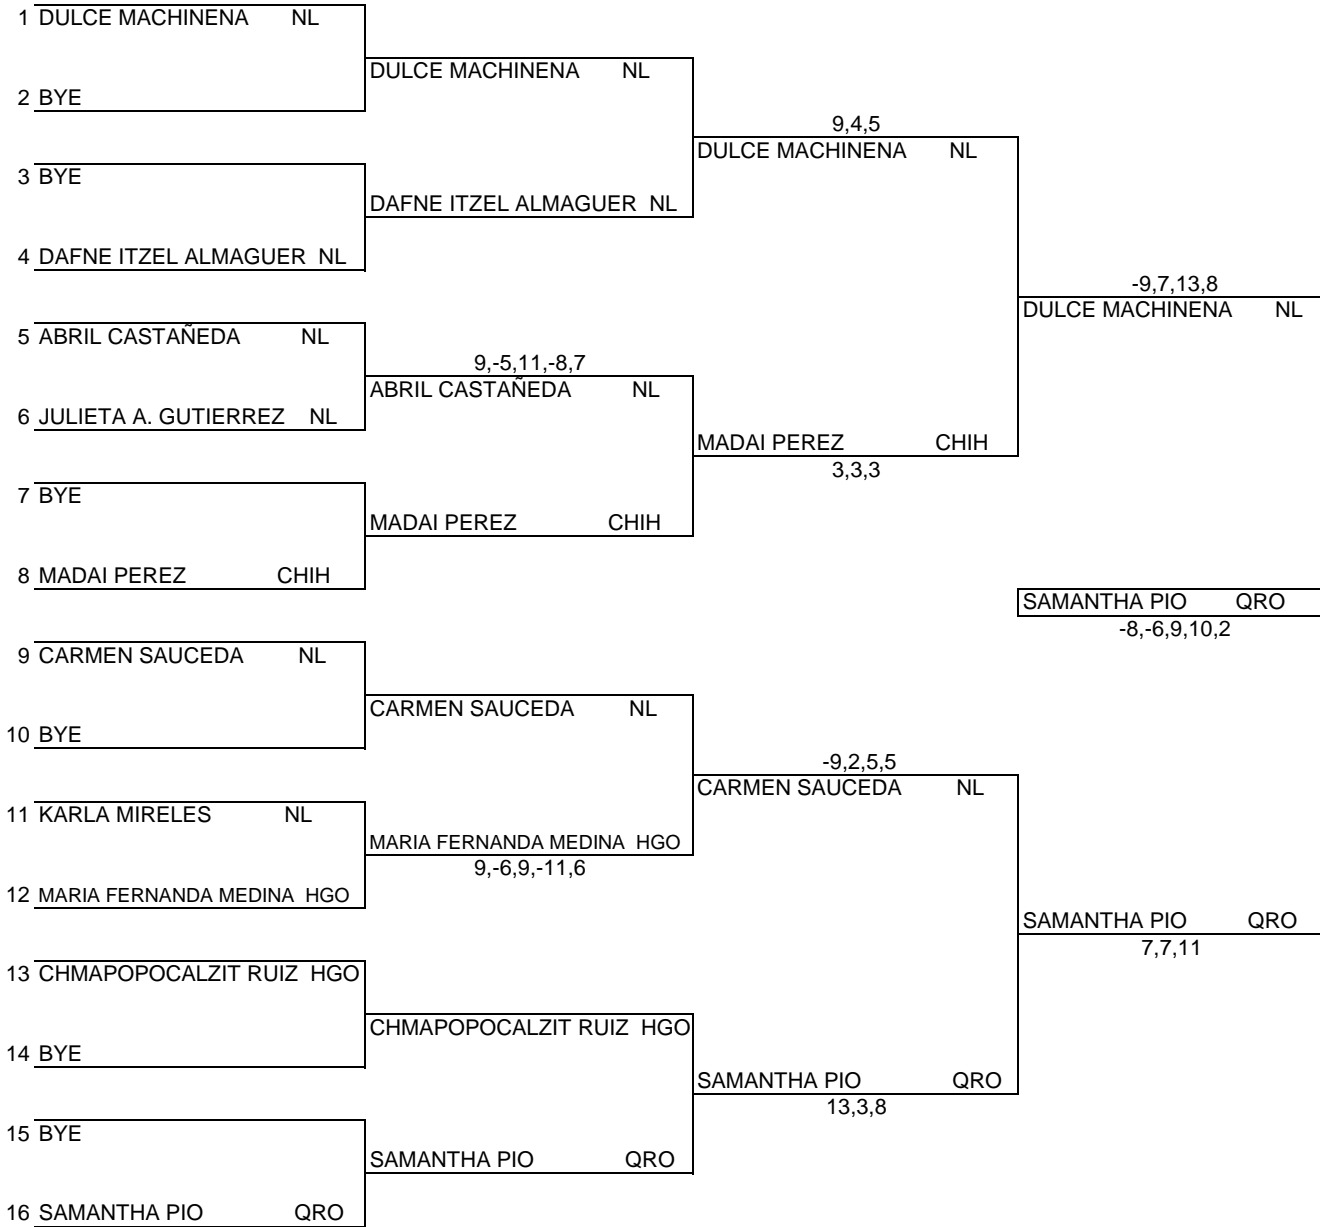 1 DULCE MACHINENA NL
DULCE MACHINENA NL
2 BYE
9,4,5
DULCE MACHINENA NL
3 BYE
DAFNE ITZEL ALMAGUER NL
4 DAFNE ITZEL ALMAGUER NL
-9,7,13,8
DULCE MACHINENA NL
5 ABRIL CASTAÑEDA NL
9,-5,11,-8,7
ABRIL CASTAÑEDA NL
6 JULIETA A. GUTIERREZ NL
MADAI PEREZ CHIH
3,3,3
7 BYE
MADAI PEREZ CHIH
8 MADAI PEREZ CHIH
SAMANTHA PIO QRO
-8,-6,9,10,2
9 CARMEN SAUCEDA NL
CARMEN SAUCEDA NL
10 BYE
-9,2,5,5
CARMEN SAUCEDA NL
11 KARLA MIRELES NL
MARIA FERNANDA MEDINA HGO
9,-6,9,-11,6
12 MARIA FERNANDA MEDINA HGO
SAMANTHA PIO QRO
7,7,11
13 CHMAPOPOCALZIT RUIZ HGO
CHMAPOPOCALZIT RUIZ HGO
14 BYE
SAMANTHA PIO QRO
13,3,8
15 BYE
SAMANTHA PIO QRO
16 SAMANTHA PIO QRO